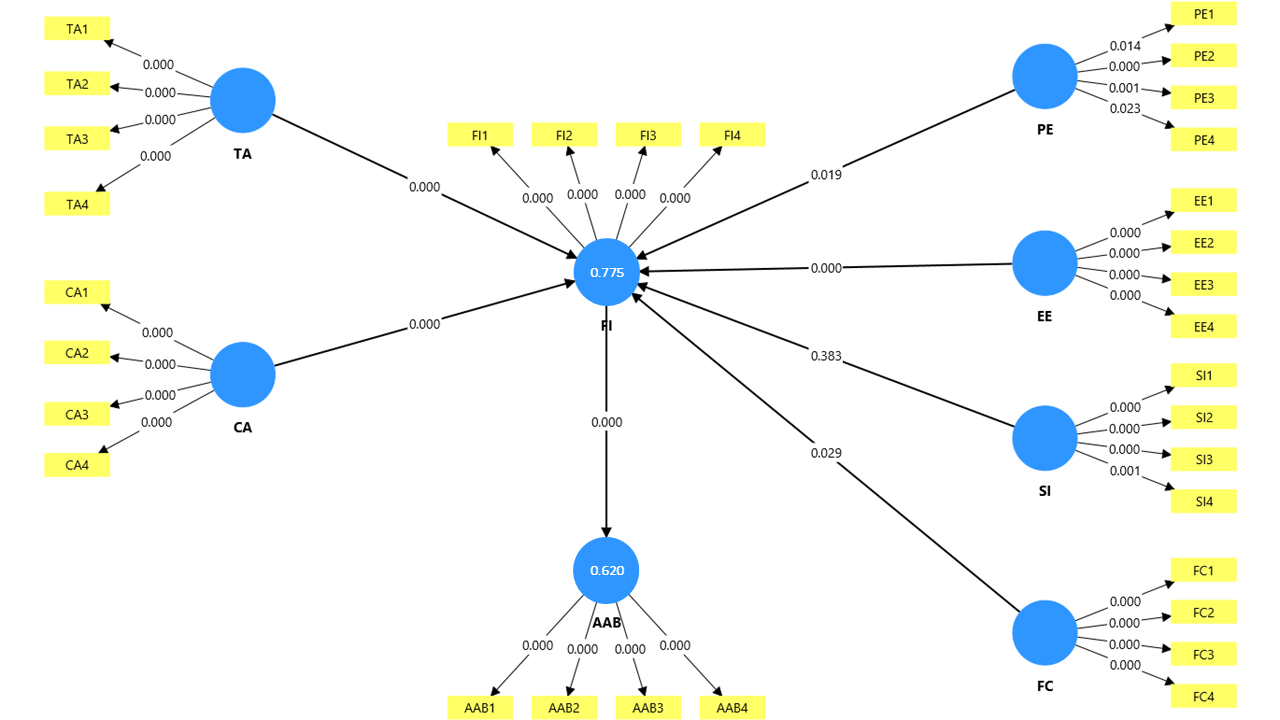 TA1
TA2
TA3
TA4
0.000
0.000
0.000
0.000
TA
0.000
CA1
CA2
CA3
CA4
0.000
0.000
0.000
0.000
CA
0.000
FI1
FI2
FI3
FI4
0.000
0.000
0.000
0.000
0.775
FI
0.000
0.620
AAB
0.000
0.000
0.000
0.000
AAB1
AAB2
AAB3
AAB4
PE1
PE2
PE3
PE4
0.014
0.000
0.001
0.023
PE
0.019
EE1
EE2
EE3
EE4
0.000
0.000
0.000
0.000
EE
0.000
SI1
SI2
SI3
SI4
0.000
0.000
0.000
0.001
SI
0.383
FC1
FC2
FC3
FC4
0.000
0.000
0.000
0.000
FC
0.029